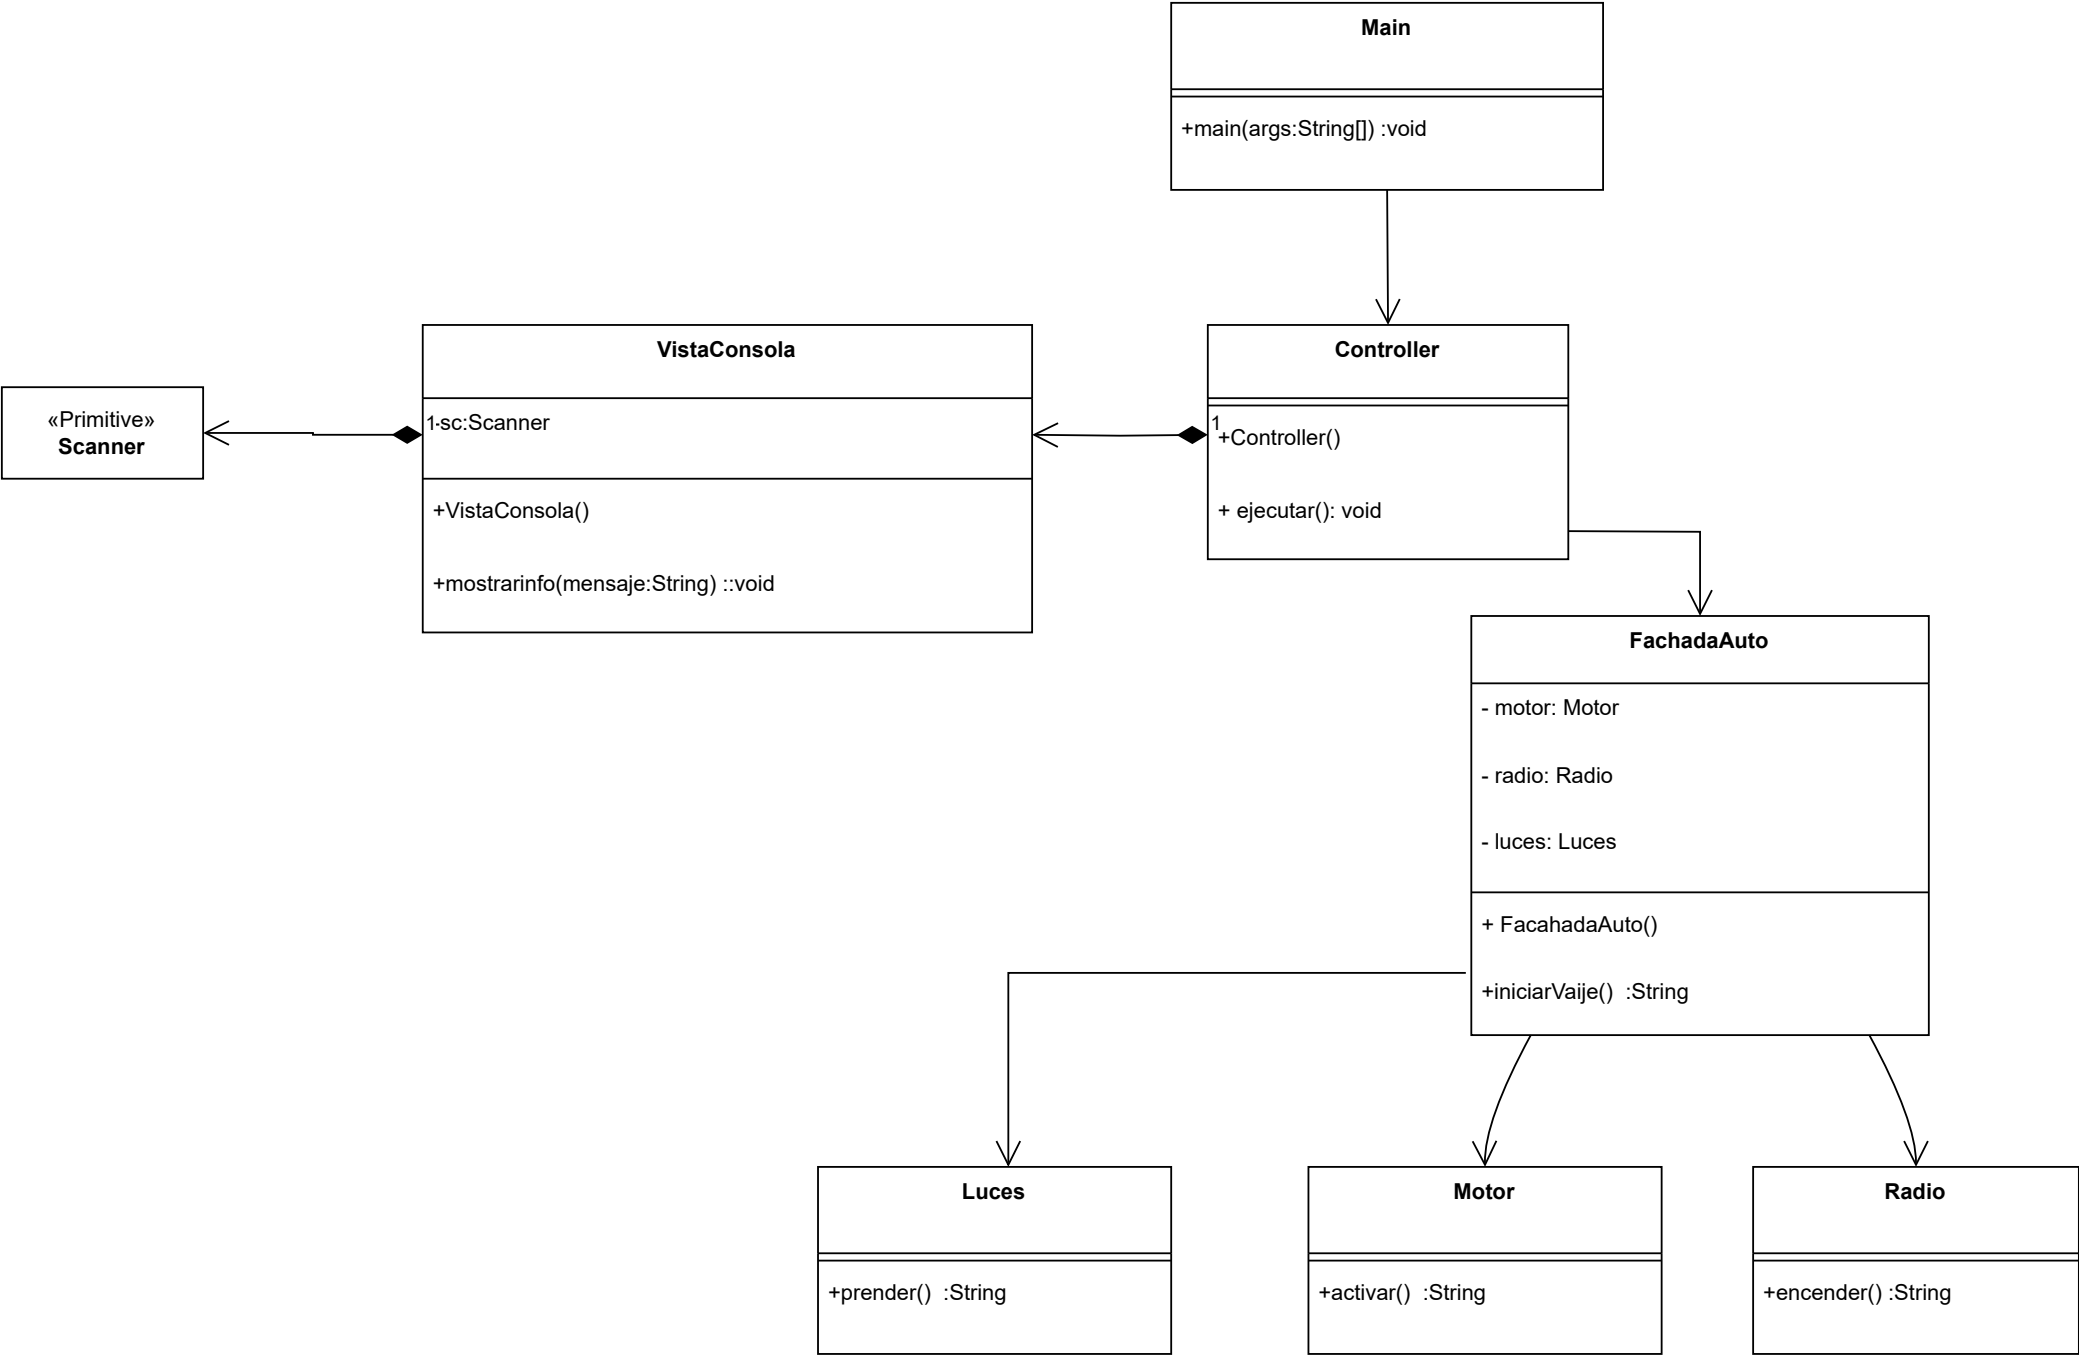 Main
+main(args:String[]) :void
VistaConsola
1
-sc:Scanner
+VistaConsola()
+mostrarinfo(mensaje:String) ::void
Controller
1
+Controller()
+ ejecutar(): void
«Primitive»
Scanner
FachadaAuto
- motor: Motor
- radio: Radio
- luces: Luces
+ FacahadaAuto()
+iniciarVaije()  :String
Luces
+prender()  :String
Motor
+activar()  :String
Radio
+encender() :String